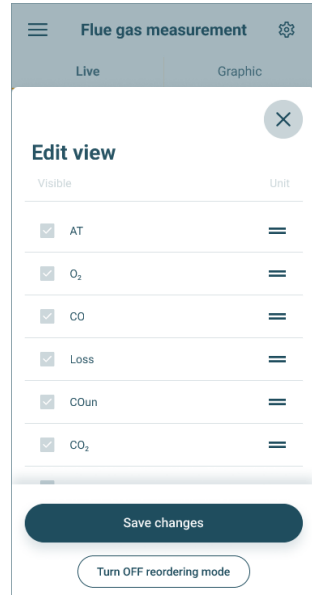 Flue gas measurement
Live Graphic
Edit view
Visible Unit
AT
O₂
CO
Loss
COun
CO₂
Save changes
Turn OFF reordering mode